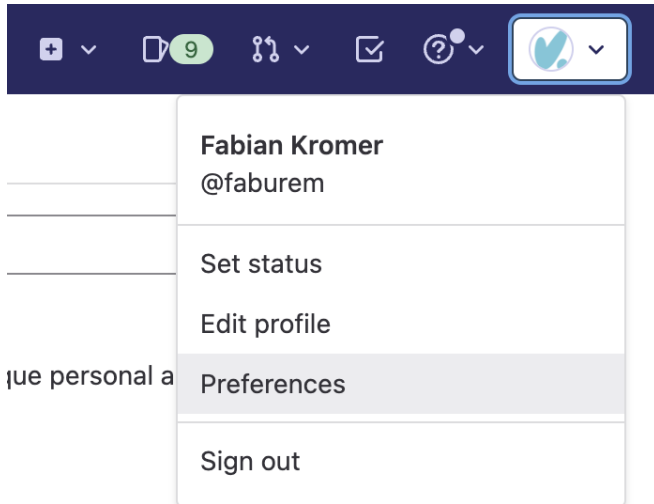 9
Fabian Kromer
@faburem
Set status
Edit profile
que personal a
Preferences
Sign out